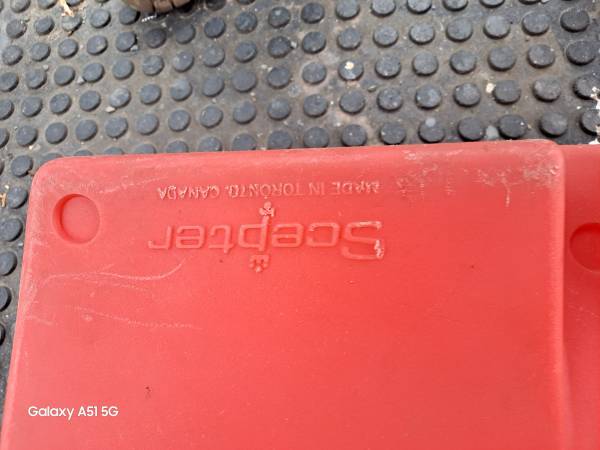 Scepter
MADE IN TORONTO, CANADA
Galaxy A51 5G